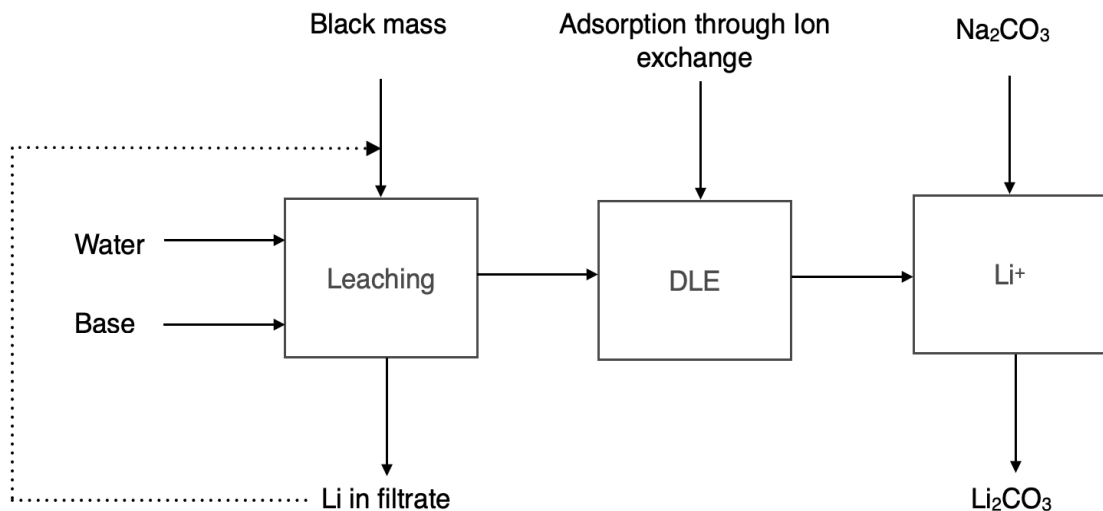 Black mass
Adsorption through Ion
exchange
Na₂CO₃
Water
Base
Leaching
DLE
Li⁺
Li in filtrate
Li₂CO₃